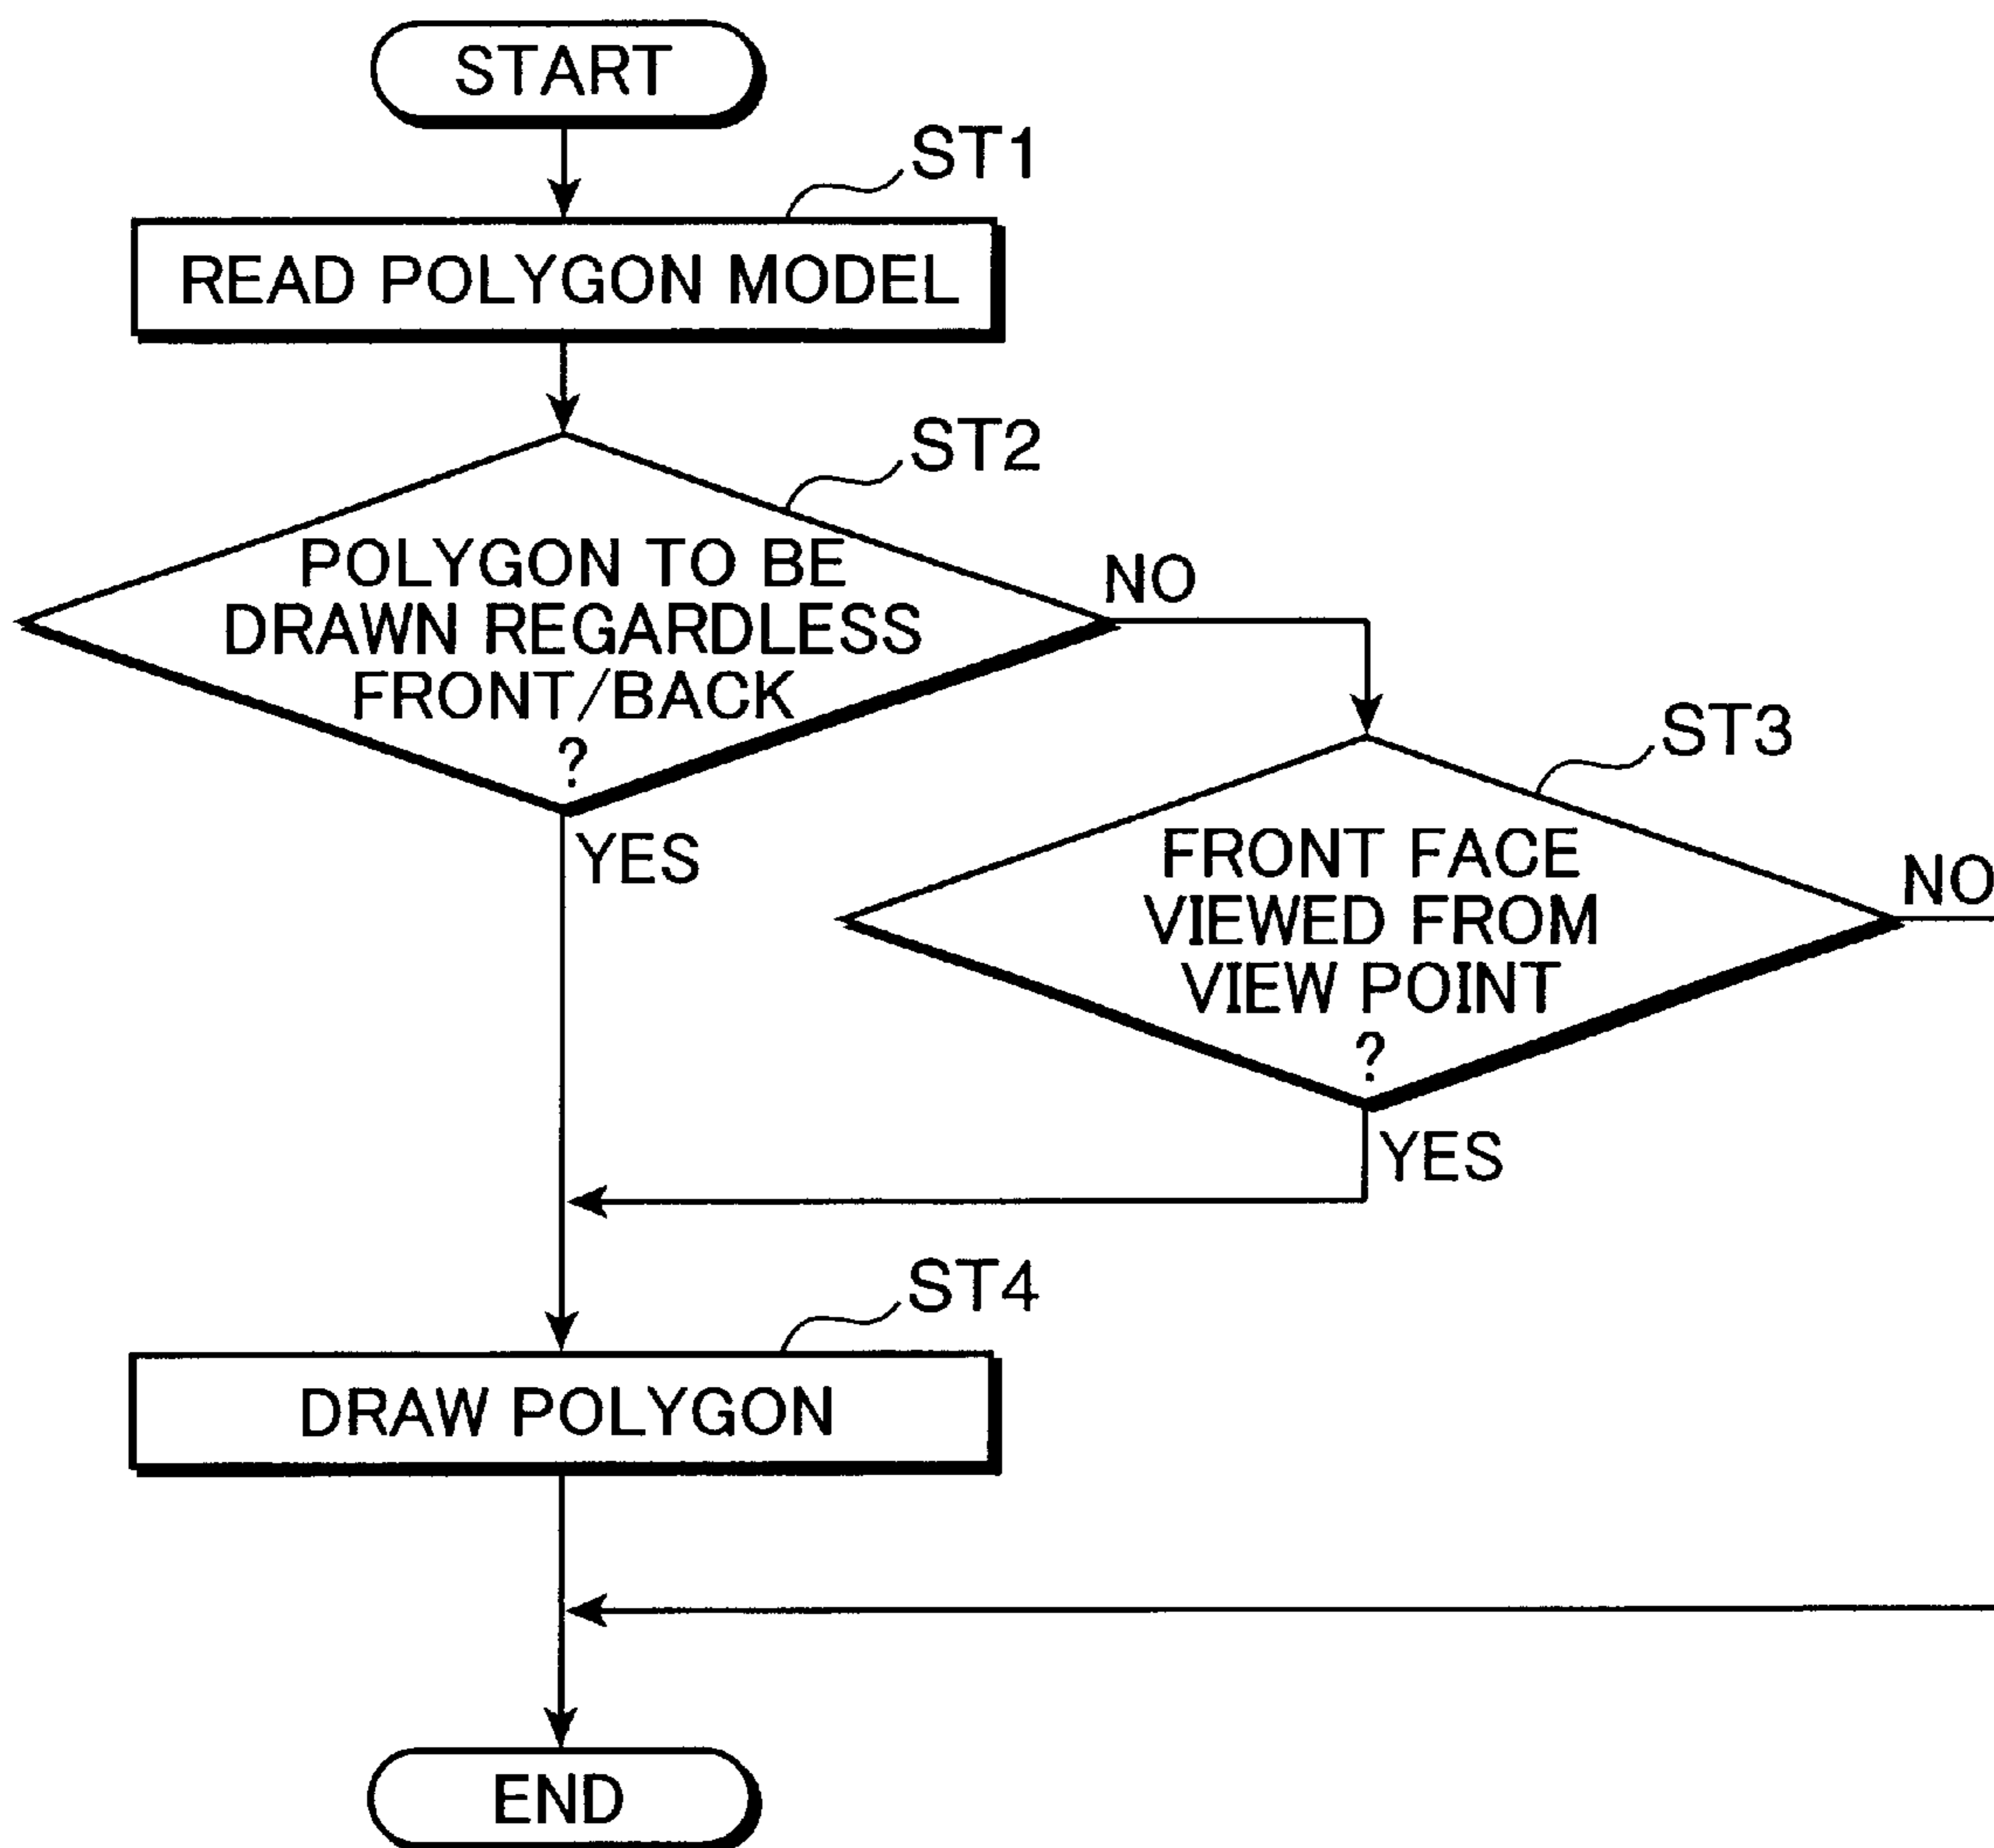 START
ST1
READ POLYGON MODEL
ST2
POLYGON TO BE
DRAWN REGARDLESS
FRONT/BACK
?
NO
YES
ST3
FRONT FACE
VIEWED FROM
VIEW POINT
?
NO
YES
ST4
DRAW POLYGON
END